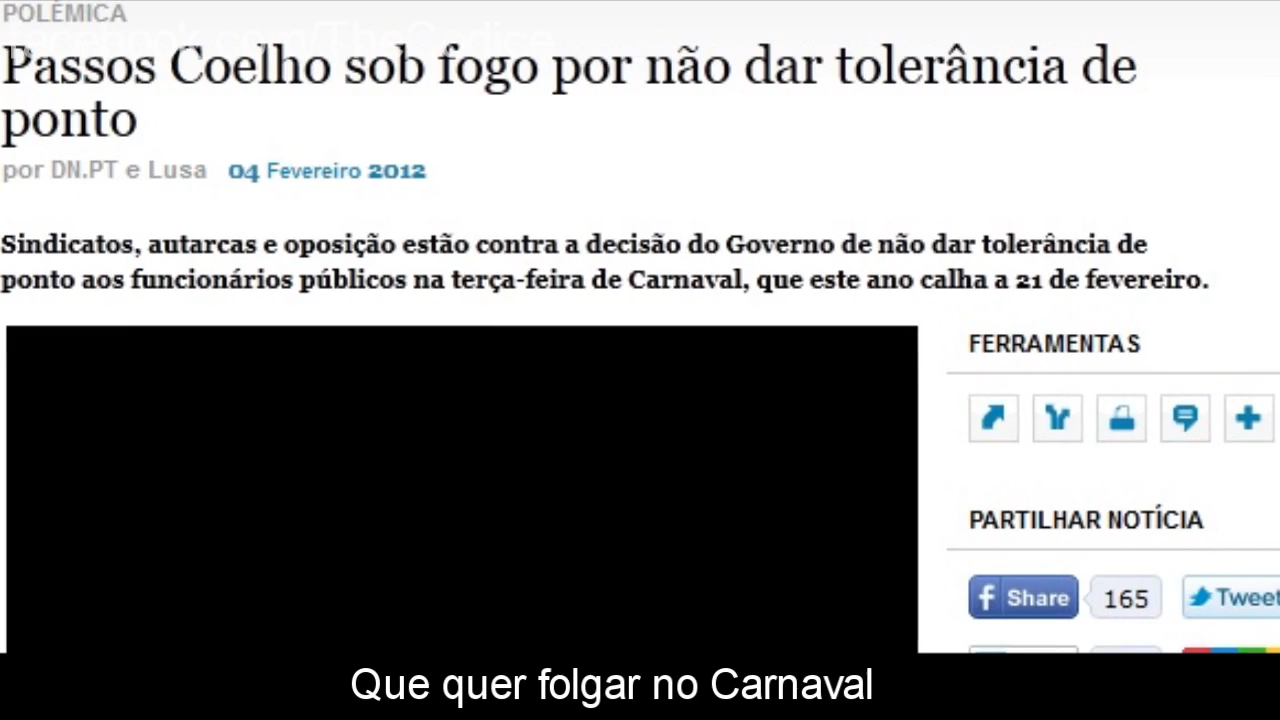 POLÉMICA
facebook.com/TheCodice
Passos Coelho sob fogo por não dar tolerância de
ponto
por DN.PT e Lusa 04 Fevereiro 2012
Sindicatos, autarcas e oposição estão contra a decisão do Governo de não dar tolerância de
ponto aos funcionários públicos na terça-feira de Carnaval, que este ano calha a 21 de fevereiro.
FERRAMENTAS
PARTILHAR NOTÍCIA
Share 165 Tweet
Que quer folgar no Carnaval